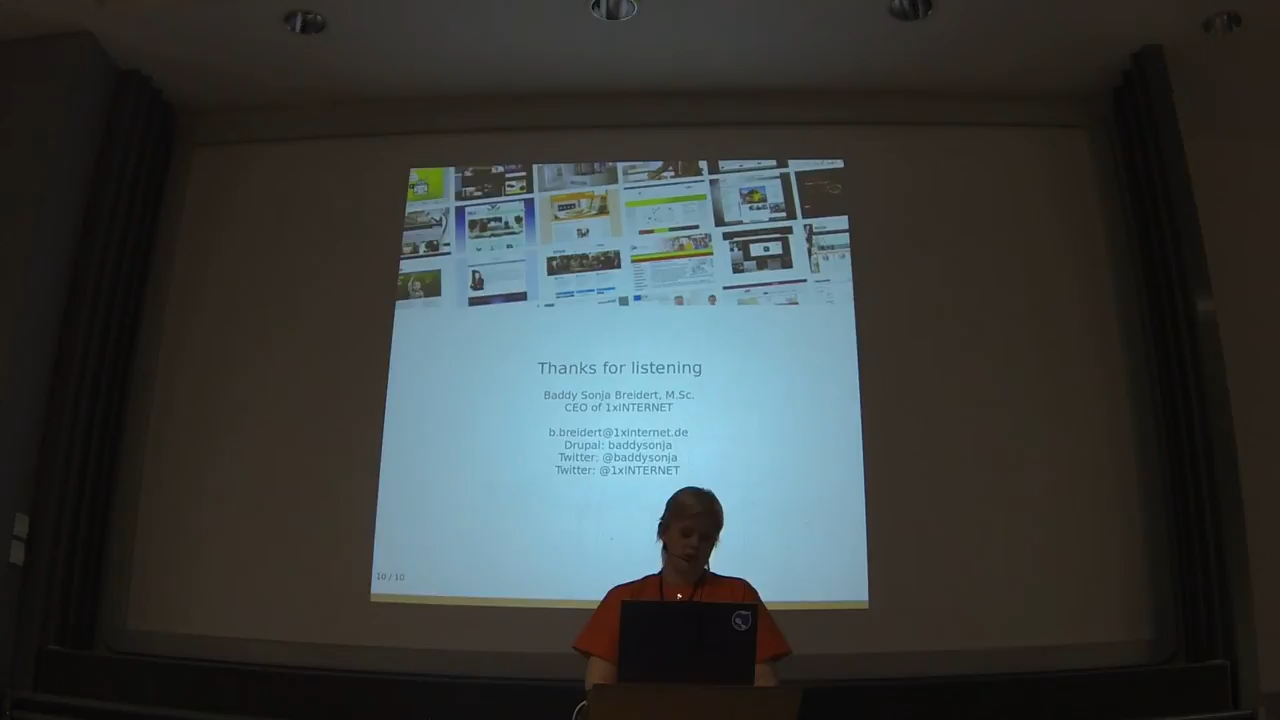 Thanks for listening
Baddy Sonja Breidert, M.Sc.
CEO of 1xINTERNET
b.breidert@1xinternet.de
Drupal: baddysonja
Twitter: @baddysonja
Twitter: @1xINTERNET
10 / 10